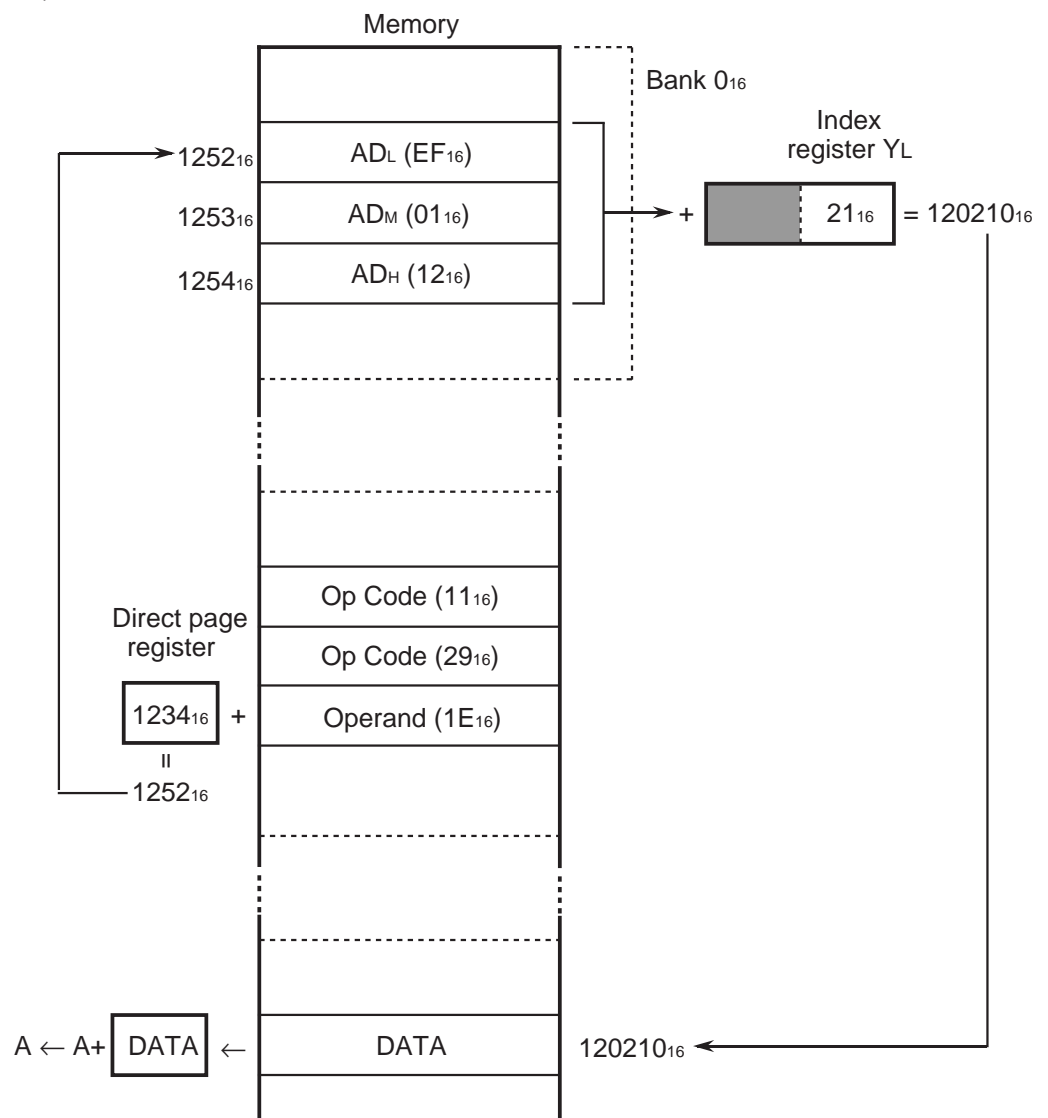 Memory
Bank 0₁₆
Index
register YL
1252₁₆
ADL (EF₁₆)
1253₁₆
ADM (01₁₆)
+
21₁₆
= 120210₁₆
1254₁₆
ADH (12₁₆)
Op Code (11₁₆)
Direct page
register
Op Code (29₁₆)
1234₁₆ +
Operand (1E₁₆)
=
1252₁₆
A ← A+ DATA ←
DATA
120210₁₆